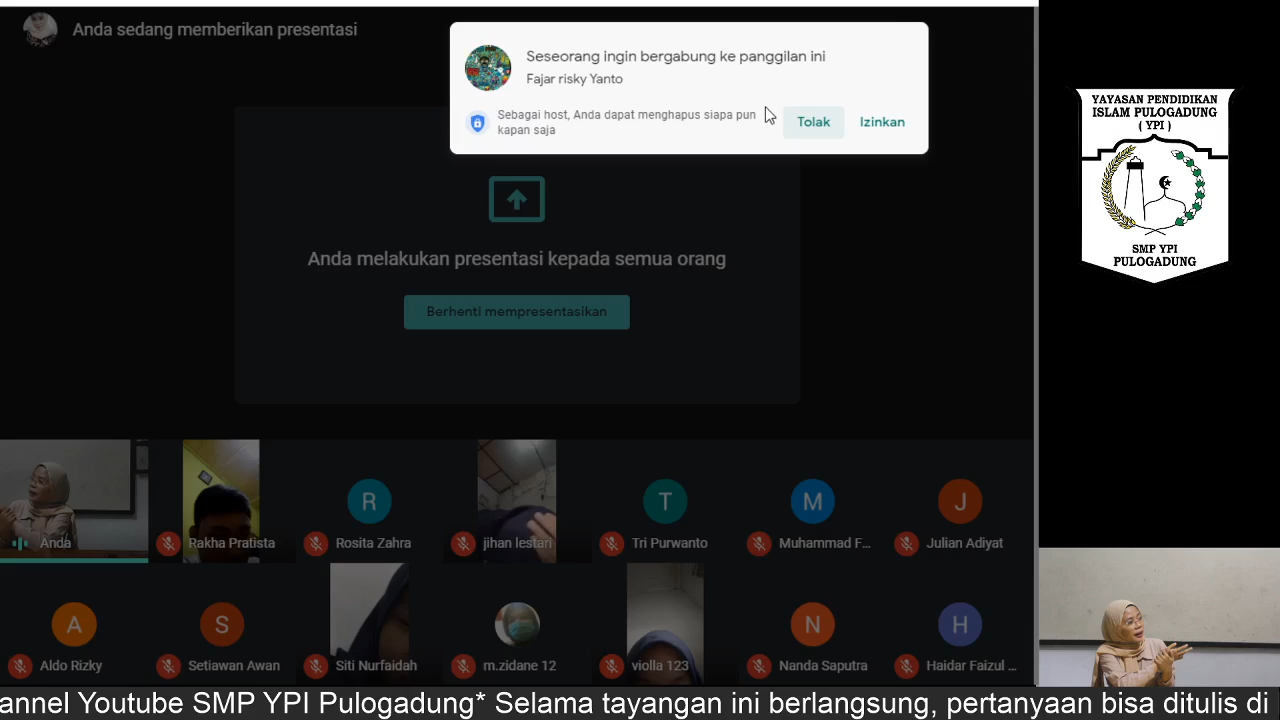 Anda sedang memberikan presentasi
Seseorang ingin bergabung ke panggilan ini
Fajar risky Yanto
Sebagai host, Anda dapat menghapus siapa pun
kapan saja
Tolak
Izinkan
Anda melakukan presentasi kepada semua orang
Berhenti mempresentasikan
YAYASAN PENDIDIKAN
ISLAM PULOGADUNG
( YPI )
SMP YPI
PULOGADUNG
R
T
M
J
Anda
Rakha Pratista
Rosita Zahra
jihan lestari
Tri Purwanto
Muhammad F...
Julian Adiyat
A
S
N
H
Aldo Rizky
Setiawan Awan
Siti Nurfaidah
m.zidane 12
violla 123
Nanda Saputra
Haidar Faizul ...
annel Youtube SMP YPI Pulogadung* Selama tayangan ini berlangsung, pertanyaan bisa ditulis di